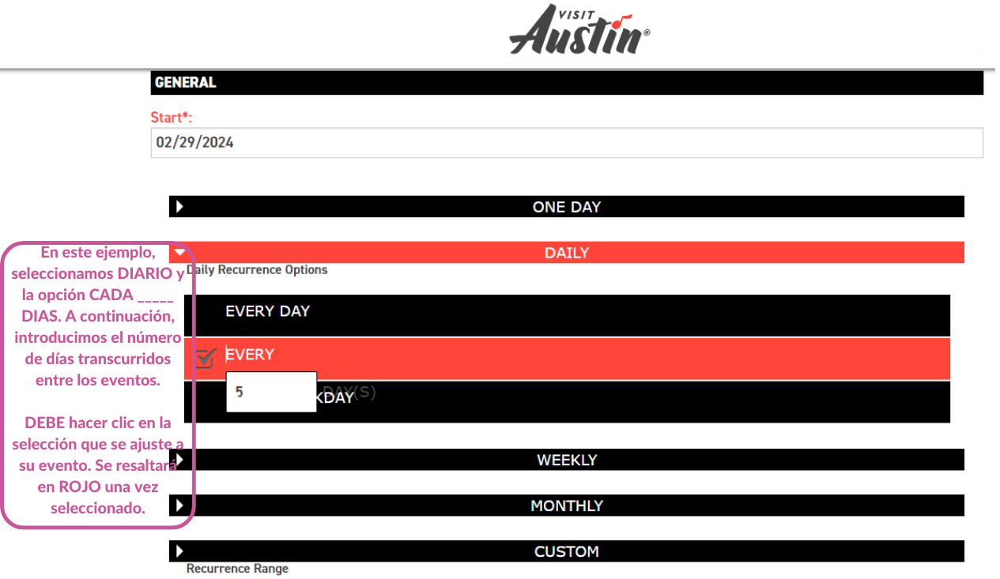 VISIT
Austin®
GENERAL
Start*:
02/29/2024
ONE DAY
DAILY
Daily Recurrence Options
EVERY DAY
EVERY
5 DAY(S)
KDAY
WEEKLY
MONTHLY
CUSTOM
Recurrence Range
En este ejemplo,
seleccionamos DIARIO y
la opción CADA _____
DIAS. A continuación,
introducimos el número
de días transcurridos
entre los eventos.
DEBE hacer clic en la
selección que se ajuste a
su evento. Se resaltará
en ROJO una vez
seleccionado.